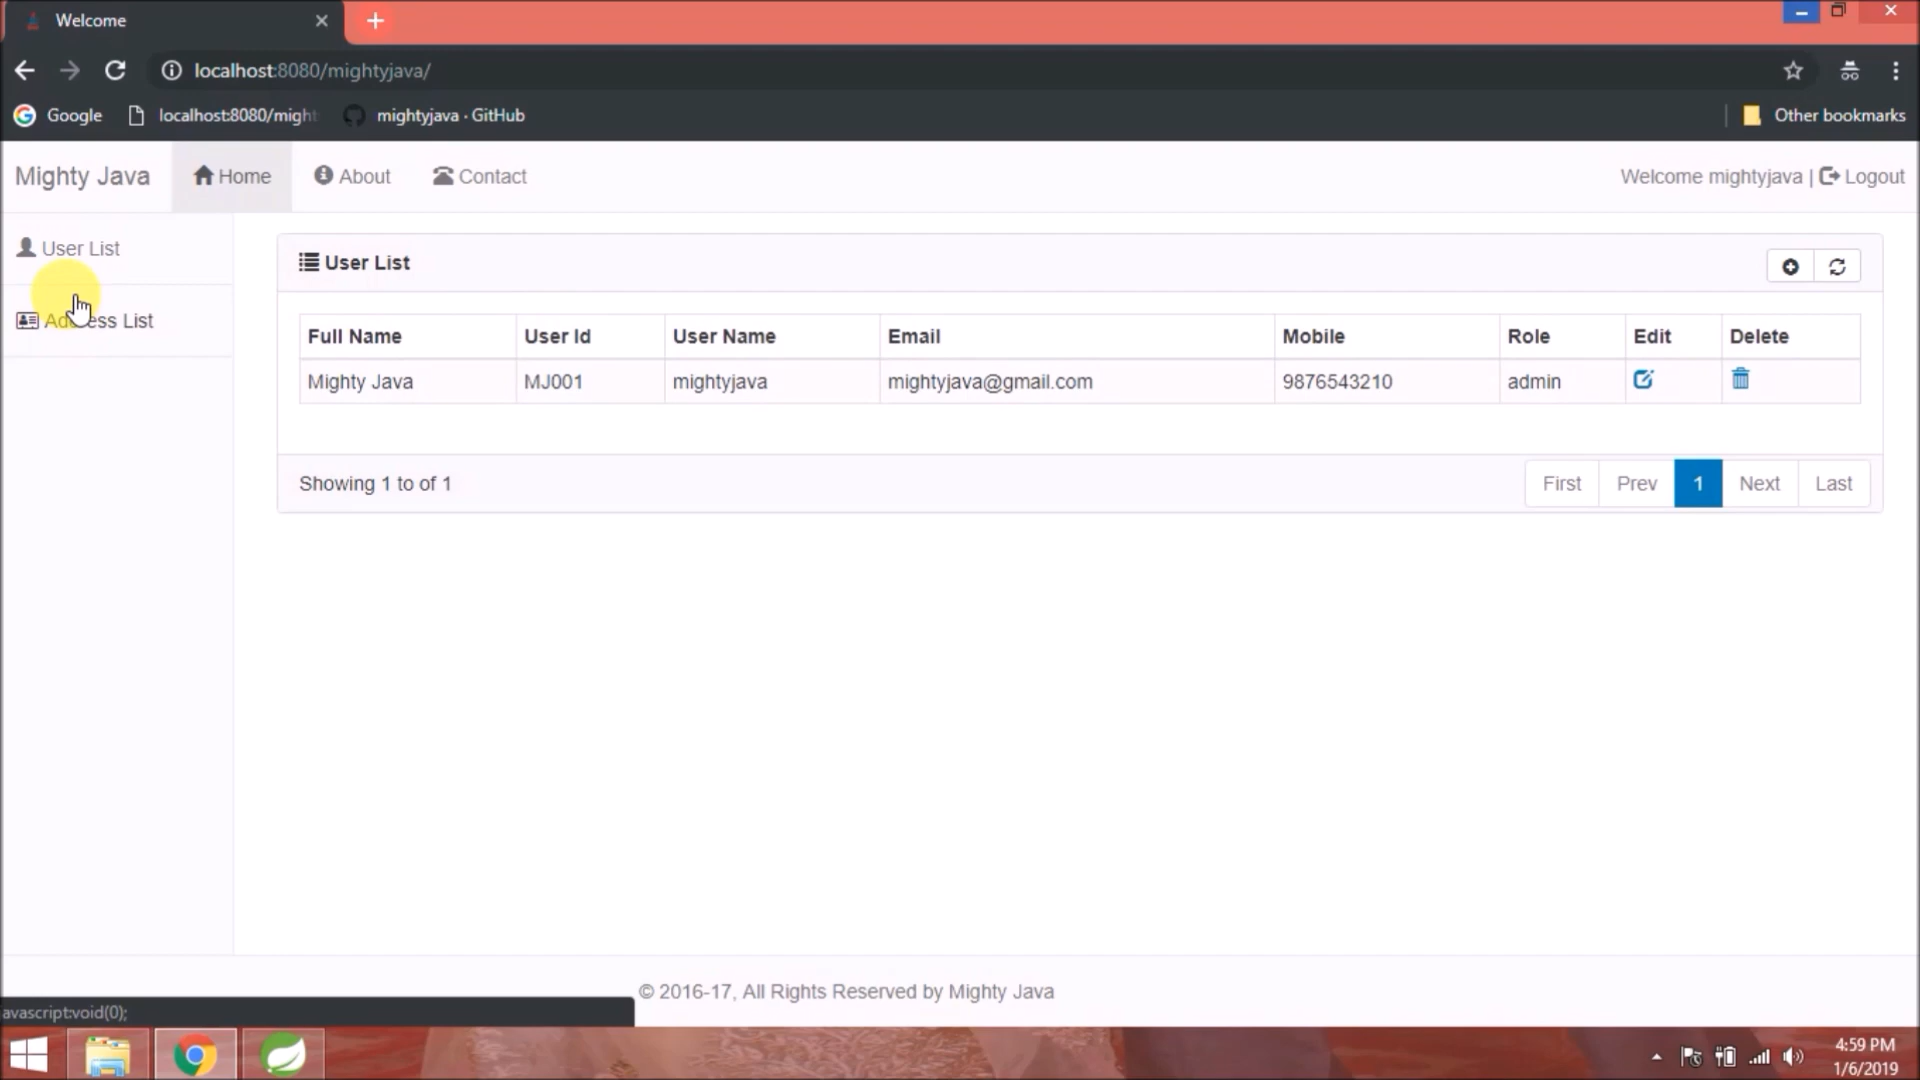 Welcome
localhost:8080/mightyjava/
Google
localhost:8080/might
mightyjava · GitHub
Other bookmarks
Mighty Java
Home
About
Contact
Welcome mightyjava | Logout
User List
Address List
User List
Full Name User Id User Name Email Mobile Role Edit Delete
Mighty Java MJ001 mightyjava mightyjava@gmail.com 9876543210 admin
Showing 1 to of 1
First Prev 1 Next Last
© 2016-17, All Rights Reserved by Mighty Java
avascript:void(0);
4:59 PM
1/6/2019